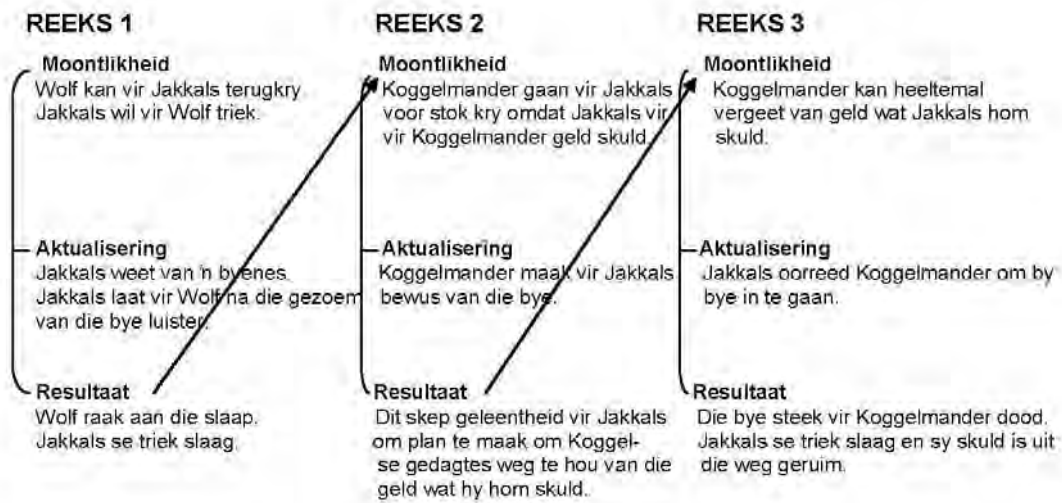 REEKS 1
Moontlikheid
Wolf kan vir Jakkals terugkry.
Jakkals wil vir Wolf triek.
Aktualisering
Jakkals weet van 'n byenes.
Jakkals laat vir Wolf na die gezoem
van die bye luister.
Resultaat
Wolf raak aan die slaap.
Jakkals se triek slaag.
REEKS 2
Moontlikheid
Koggelmander gaan vir Jakkals
voor stok kry omdat Jakkals vir
vir Koggelmander geld skuld.
Aktualisering
Koggelmander maak vir Jakkals
bewus van die bye.
Resultaat
Dit skep geleentheid vir Jakkals
om plan te maak om Koggel-
se gedagtes weg te hou van die
geld wat hy hom skuld.
REEKS 3
Moontlikheid
Koggelmander kan heeltemal
vergeet van geld wat Jakkals hom
skuld.
Aktualisering
Jakkals oorreed Koggelmander om by
bye in te gaan.
Resultaat
Die bye steek vir Koggelmander dood.
Jakkals se triek slaag en sy skuld is uit
die weg geruim.